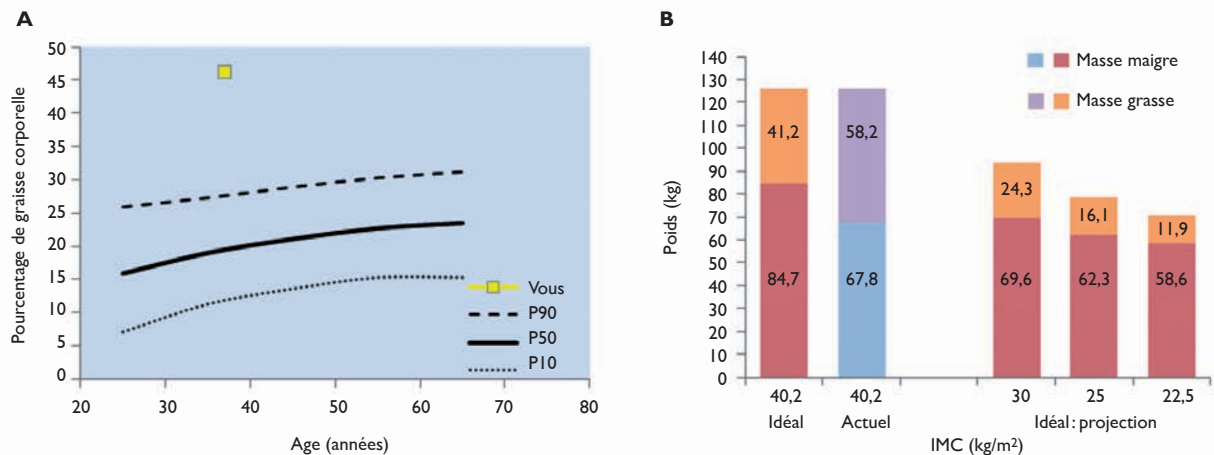 A
Pourcentage de graisse corporelle
50
45
40
35
30
25
20
15
10
5
0
20 30 40 50 60 70 80
Age (années)
Vous
P90
P50
P10
B
Poids (kg)
140
130
120
110
100
90
80
70
60
50
40
30
20
10
0
Masse maigre
Masse grasse
41,2 58,2
84,7 67,8
24,3 16,1 11,9
69,6 62,3 58,6
40,2 40,2 30 25 22,5
Idéal Actuel Idéal : projection
IMC (kg/m²)